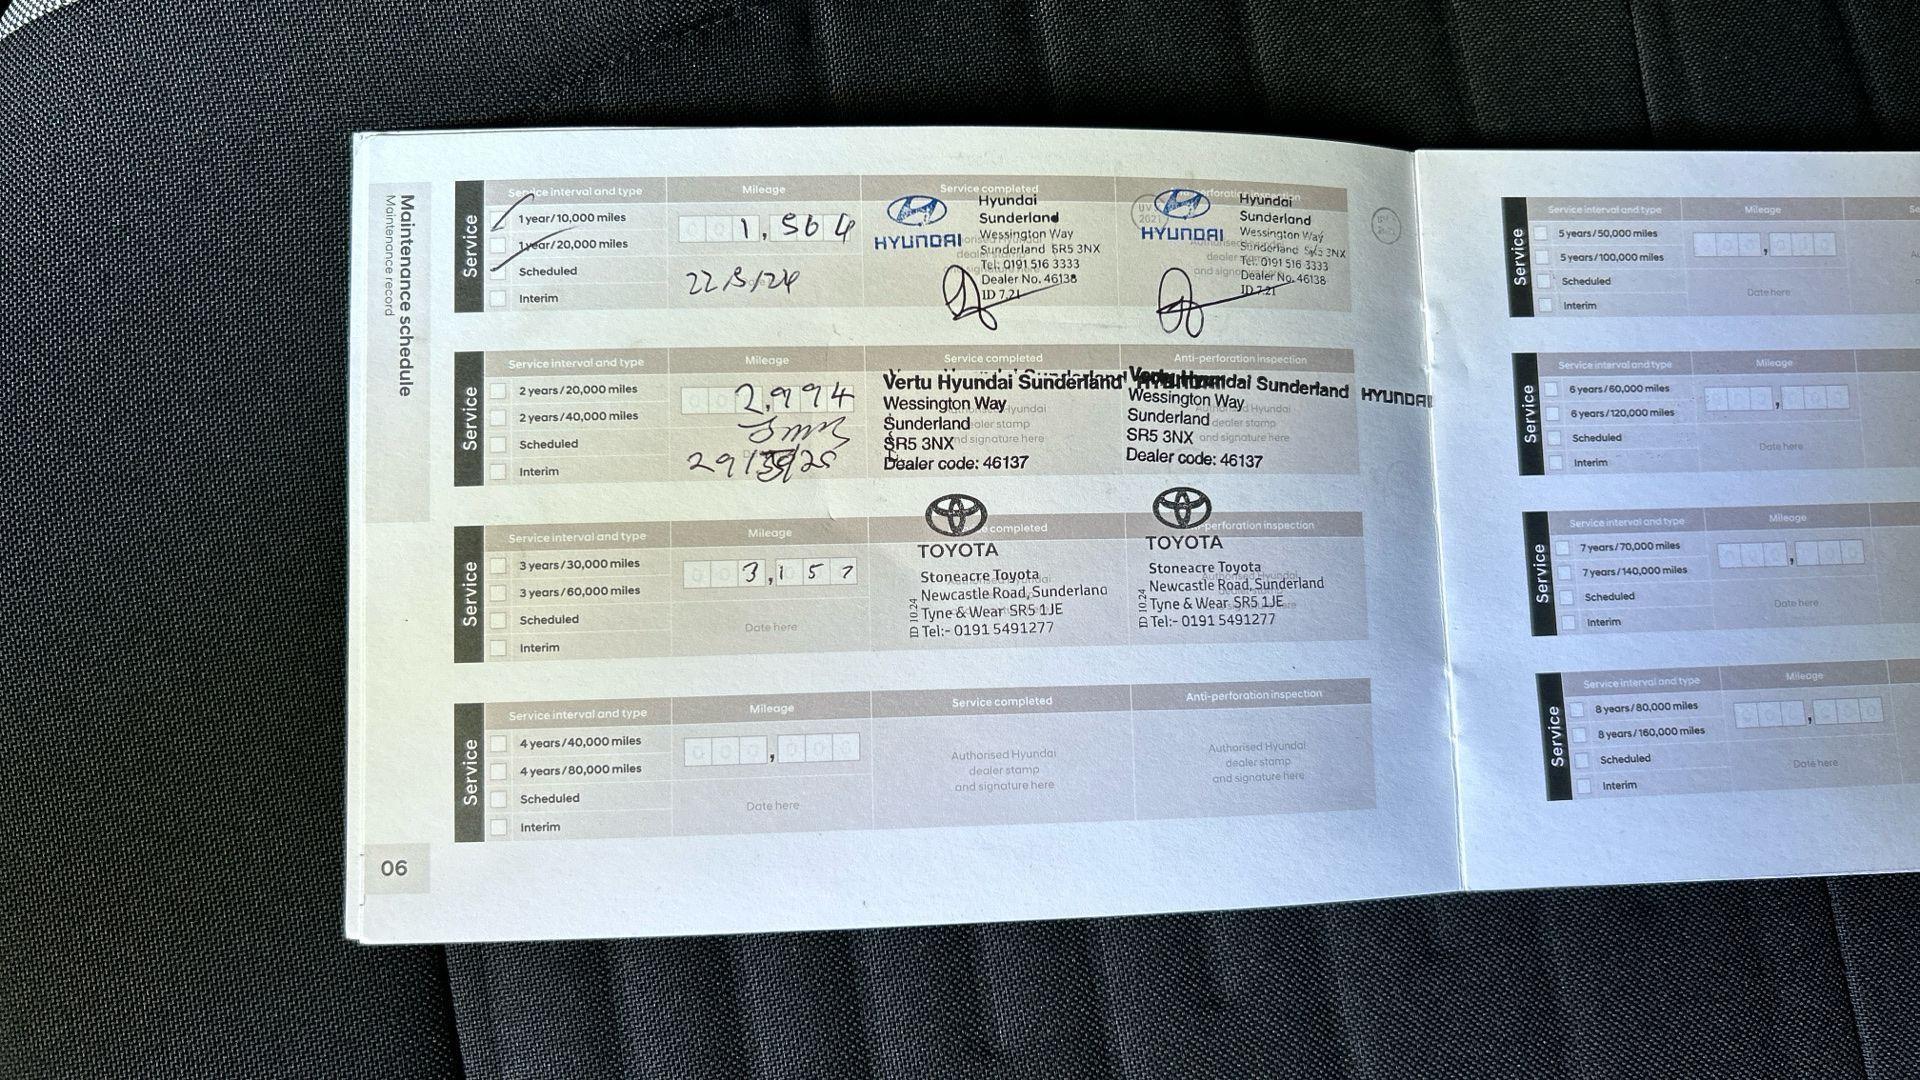 Maintenance schedule
Maintenance record
Service
Service interval and type
Mileage
Service completed
1 year/10,000 miles
1 year/20,000 miles
Scheduled
Interim
1,564
22/5/24
HYUNDAI
Hyundai
Sunderland
Wessington Way
Sunderland SR5 3NX
Tel: 0191 516 3333
Dealer No. 46138
ID 7.21
HYUNDAI
Hyundai
Sunderland
Wessington Way
Sunderland SR5 3NX
Tel: 0191 516 3333
Dealer No. 46138
ID 7.21
Service
Service interval and type
Mileage
Service completed
Anti-perforation inspection
2 years/20,000 miles
2 years/40,000 miles
Scheduled
Interim
2,994
Vertu Hyundai Sunderland
Wessington Way
Sunderland
SR5 3NX
Dealer code: 46137
Hyundai Sunderland HYUNDAI
Wessington Way
Sunderland
SR5 3NX
Dealer code: 46137
Service
Service interval and type
Mileage
completed
perforation inspection
3 years/30,000 miles
3 years/60,000 miles
Scheduled
Interim
3,157
Date here
TOYOTA
Stoneacre Toyota
Newcastle Road, Sunderland
Tyne & Wear SR5 1JE
Tel:- 0191 5491277
ID 10.24
TOYOTA
Stoneacre Toyota
Newcastle Road, Sunderland
Tyne & Wear SR5 1JE
Tel:- 0191 5491277
ID 10.24
Service
Service interval and type
Mileage
Service completed
Anti-perforation inspection
4 years/40,000 miles
4 years/80,000 miles
Scheduled
Interim
Date here
Authorised Hyundai
dealer stamp
and signature here
Authorised Hyundai
dealer stamp
and signature here
06
Service
Service interval and type
Mileage
5 years/50,000 miles
5 years/100,000 miles
Scheduled
Interim
Date here
Service
Service interval and type
Mileage
6 years/60,000 miles
6 years/120,000 miles
Scheduled
Interim
Date here
Service
Service interval and type
Mileage
7 years/70,000 miles
7 years/140,000 miles
Scheduled
Interim
Date here
Service
Service interval and type
Mileage
8 years/80,000 miles
8 years/160,000 miles
Scheduled
Interim
Date here